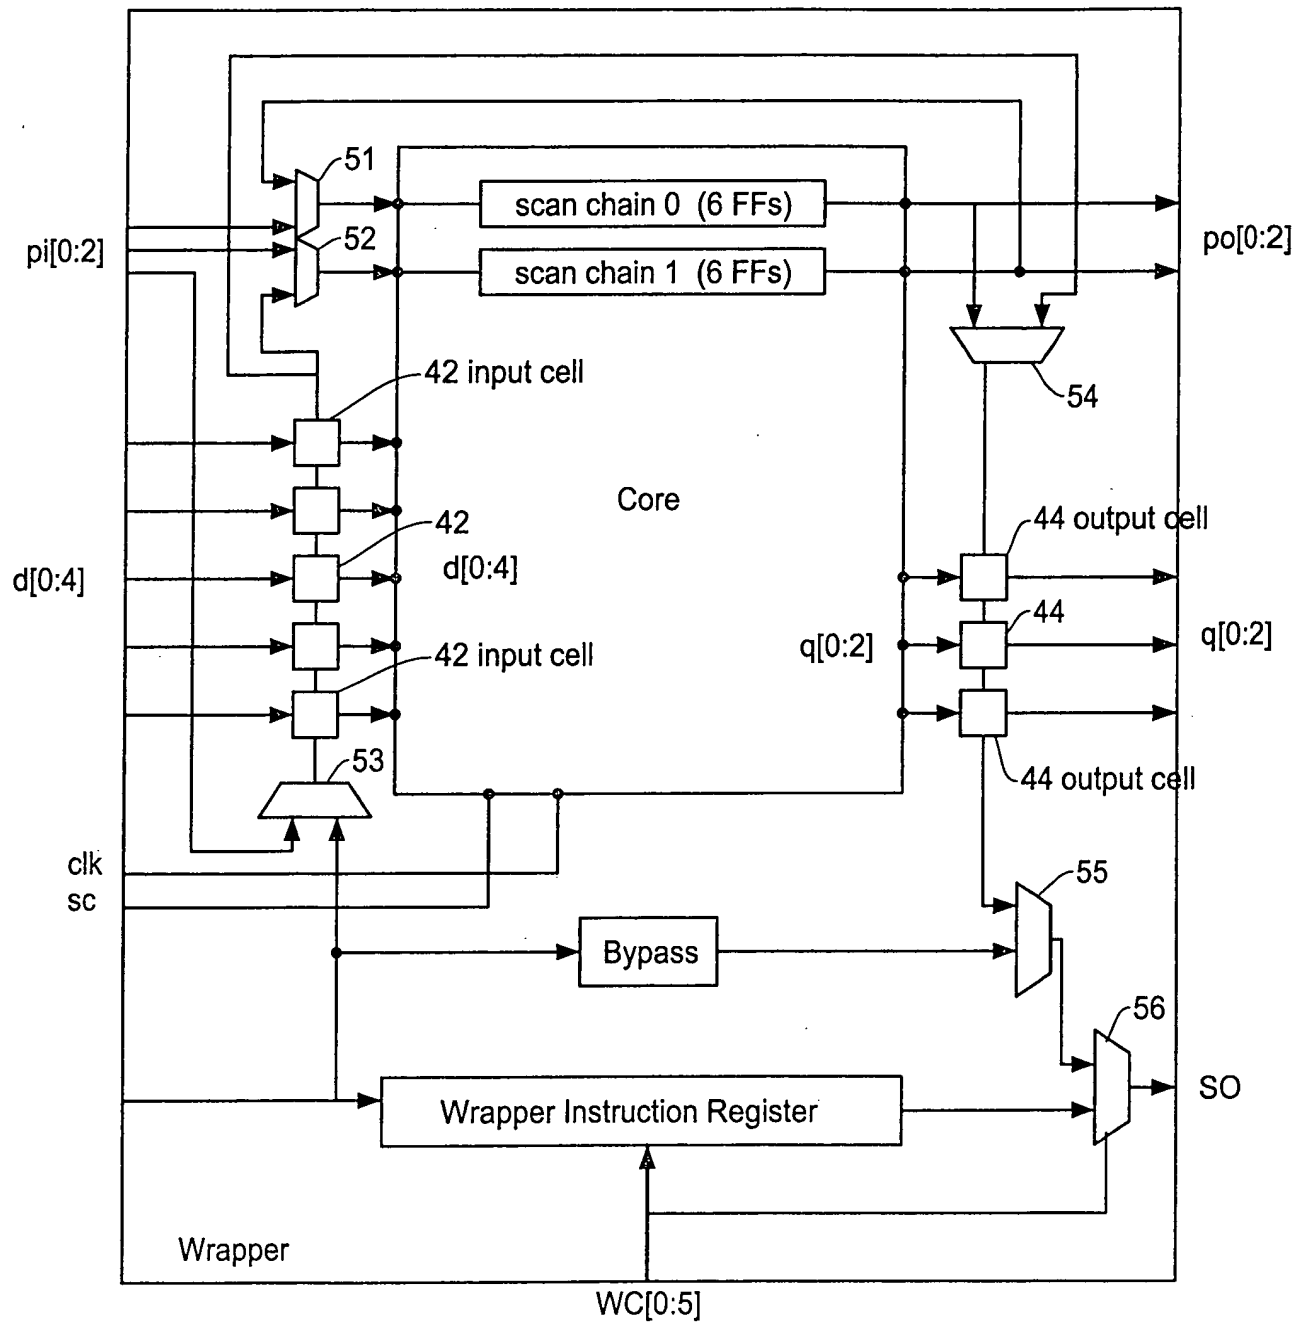 51
scan chain 0 (6 FFs)
52
pi[0:2]
po[0:2]
scan chain 1 (6 FFs)
42 input cell
54
Core
44 output cell
42
d[0:4]
d[0:4]
44
q[0:2]
q[0:2]
42 input cell
53
44 output cell
clk
sc
55
Bypass
56
SO
Wrapper Instruction Register
Wrapper
WC[0:5]